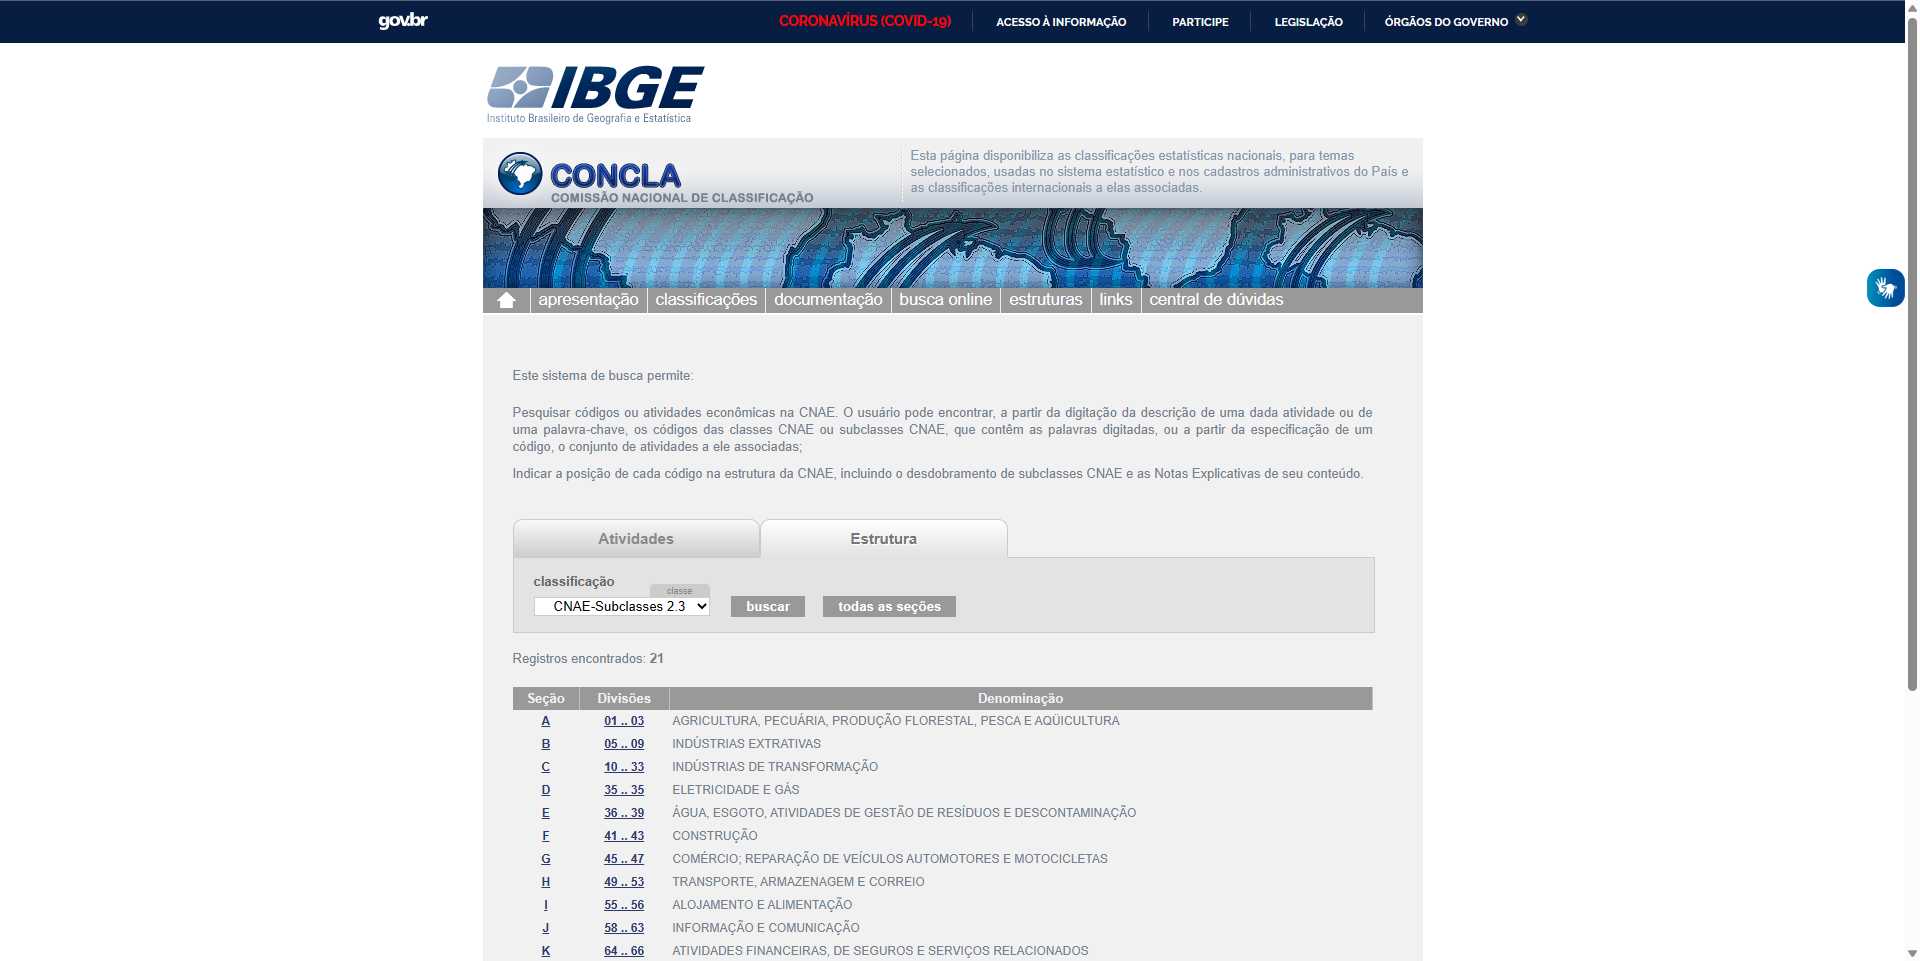 gov.br
CORONAVÍRUS (COVID-19)
ACESSO À INFORMAÇÃO
PARTICIPE
LEGISLAÇÃO
ÓRGÃOS DO GOVERNO
IBGE
Instituto Brasileiro de Geografia e Estatística
CONCLA
COMISSÃO NACIONAL DE CLASSIFICAÇÃO
Esta página disponibiliza as classificações estatísticas nacionais, para temas
selecionados, usadas no sistema estatístico e nos cadastros administrativos do País e
as classificações internacionais a elas associadas.
apresentação classificações documentação busca online estruturas links central de dúvidas
Este sistema de busca permite:
Pesquisar códigos ou atividades econômicas na CNAE. O usuário pode encontrar, a partir da digitação da descrição de uma dada atividade ou de
uma palavra-chave, os códigos das classes CNAE ou subclasses CNAE, que contêm as palavras digitadas, ou a partir da especificação de um
código, o conjunto de atividades a ele associadas;
Indicar a posição de cada código na estrutura da CNAE, incluindo o desdobramento de subclasses CNAE e as Notas Explicativas de seu conteúdo.
Atividades
Estrutura
classificação
classe
CNAE-Subclasses 2.3
buscar
todas as seções
Registros encontrados: 21
Seção Divisões Denominação
A 01 .. 03 AGRICULTURA, PECUÁRIA, PRODUÇÃO FLORESTAL, PESCA E AQÜICULTURA
B 05 .. 09 INDÚSTRIAS EXTRATIVAS
C 10 .. 33 INDÚSTRIAS DE TRANSFORMAÇÃO
D 35 .. 35 ELETRICIDADE E GÁS
E 36 .. 39 ÁGUA, ESGOTO, ATIVIDADES DE GESTÃO DE RESÍDUOS E DESCONTAMINAÇÃO
F 41 .. 43 CONSTRUÇÃO
G 45 .. 47 COMÉRCIO; REPARAÇÃO DE VEÍCULOS AUTOMOTORES E MOTOCICLETAS
H 49 .. 53 TRANSPORTE, ARMAZENAGEM E CORREIO
I 55 .. 56 ALOJAMENTO E ALIMENTAÇÃO
J 58 .. 63 INFORMAÇÃO E COMUNICAÇÃO
K 64 .. 66 ATIVIDADES FINANCEIRAS, DE SEGUROS E SERVIÇOS RELACIONADOS